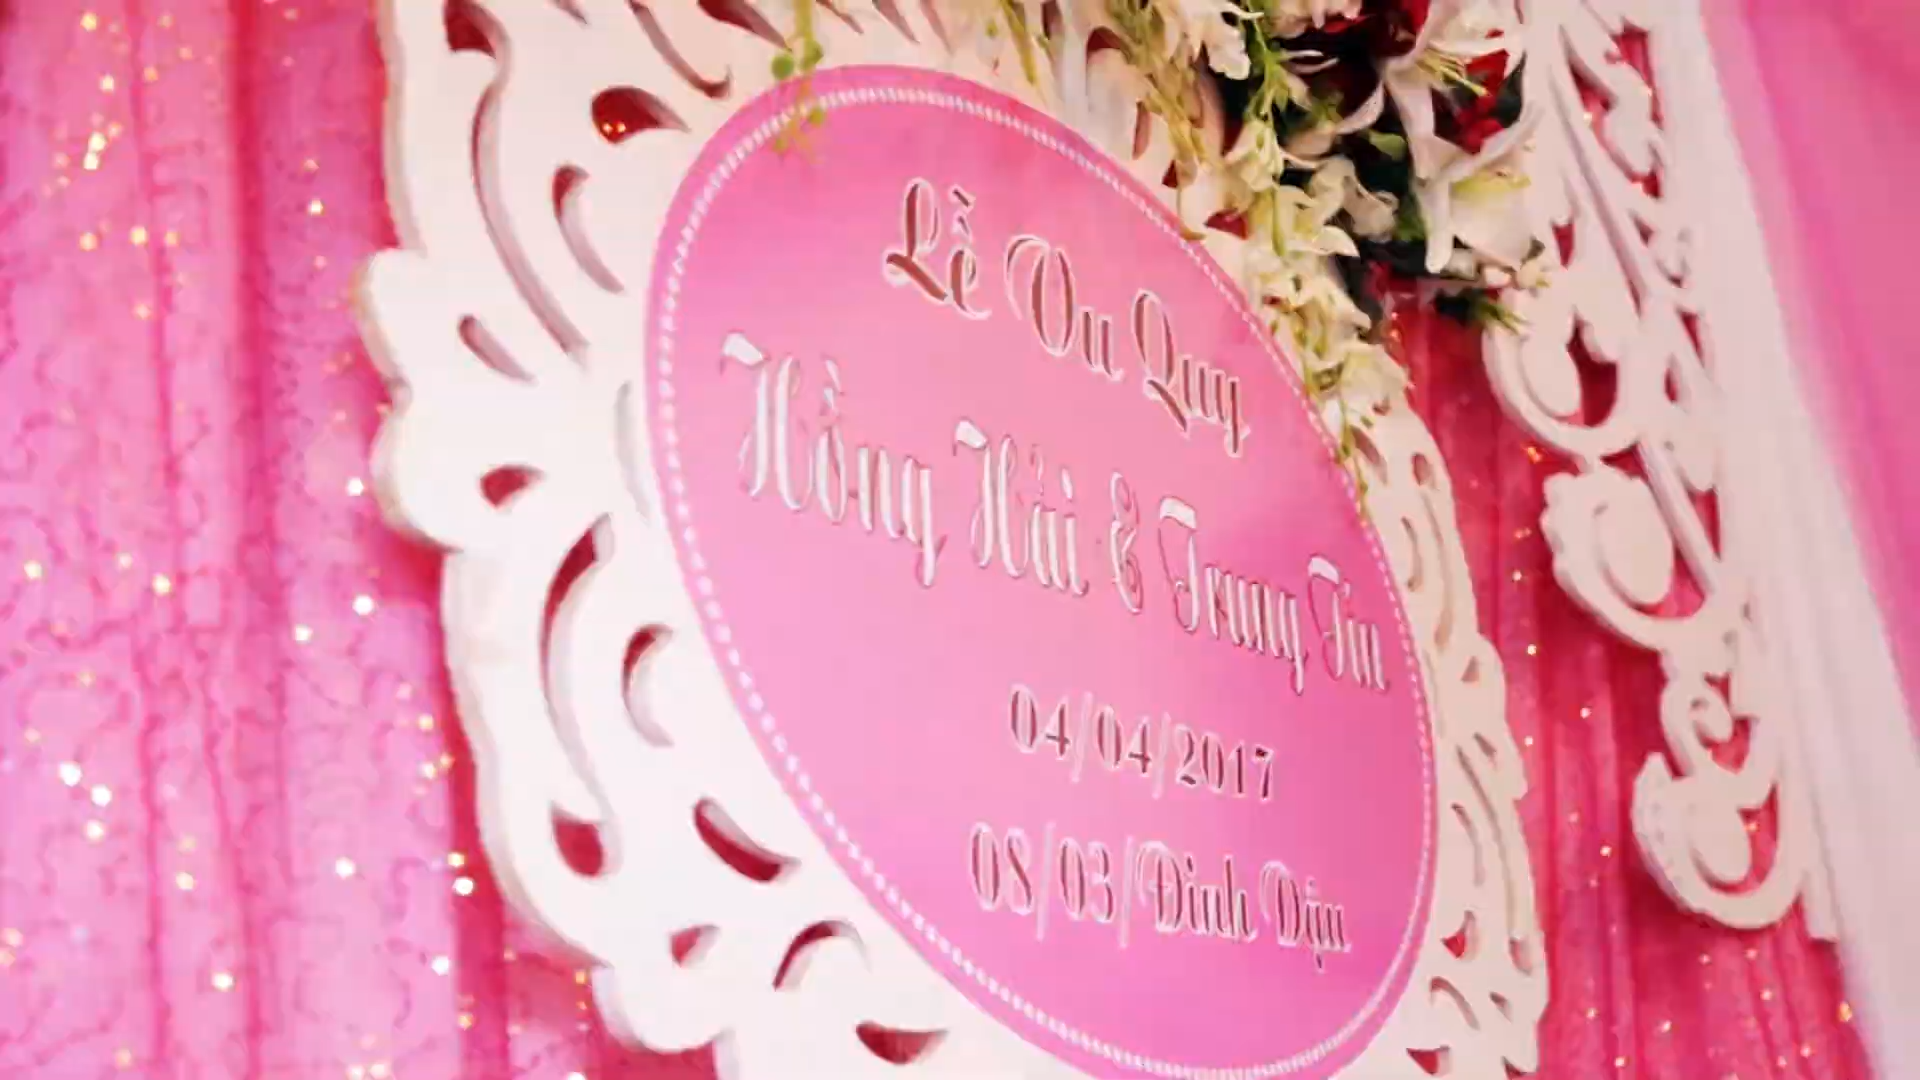 Lễ Vu Quy
Hồng Hải & Trung Tín
04/04/2017
08/03/Đinh Dậu